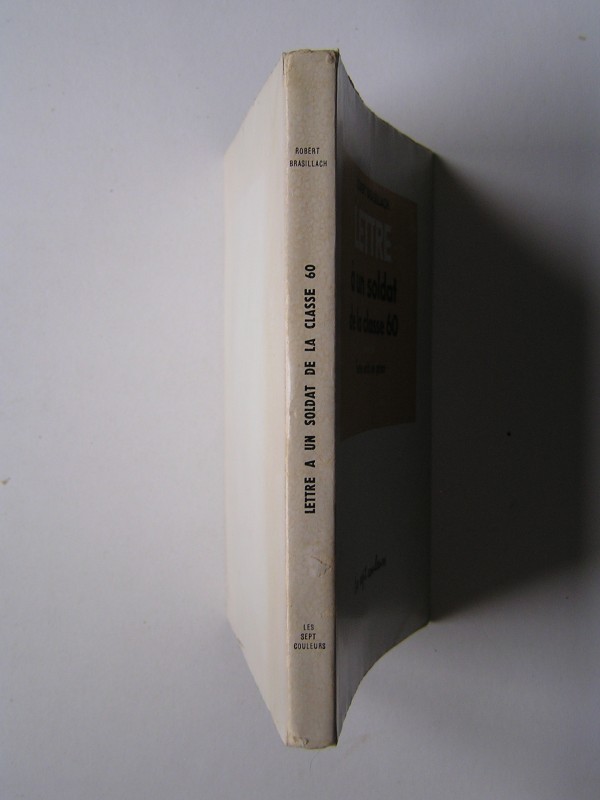 ROBERT
BRASILLACH
LETTRE A UN SOLDAT DE LA CLASSE 60
LES
SEPT
COULEURS
LETTRE
à un soldat
de la classe 60